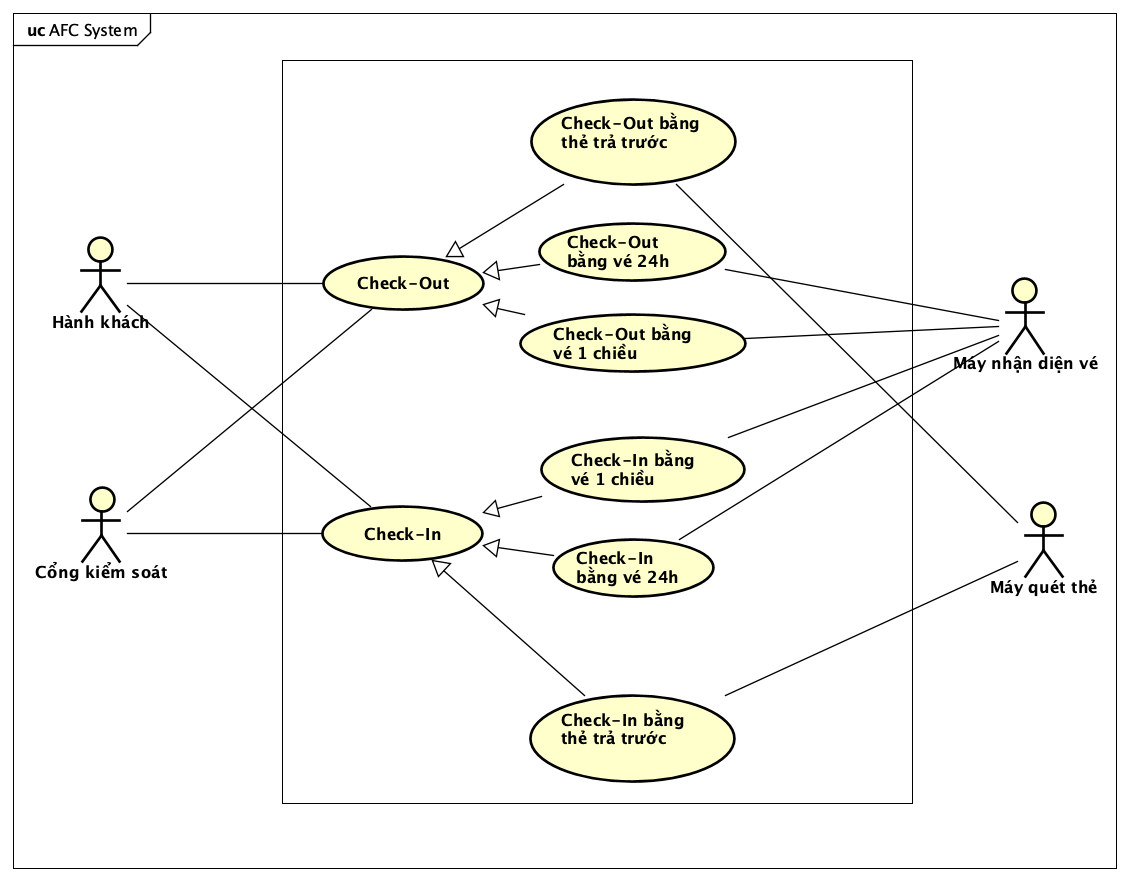 uc AFC System
Check-Out bằng
thẻ trả trước
Check-Out
bằng vé 24h
Check-Out
Hành khách
Check-Out bằng
vé 1 chiều
Máy nhận diện vé
Check-In bằng
vé 1 chiều
Check-In
Cổng kiểm soát
Check-In
bằng vé 24h
Máy quét thẻ
Check-In bằng
thẻ trả trước